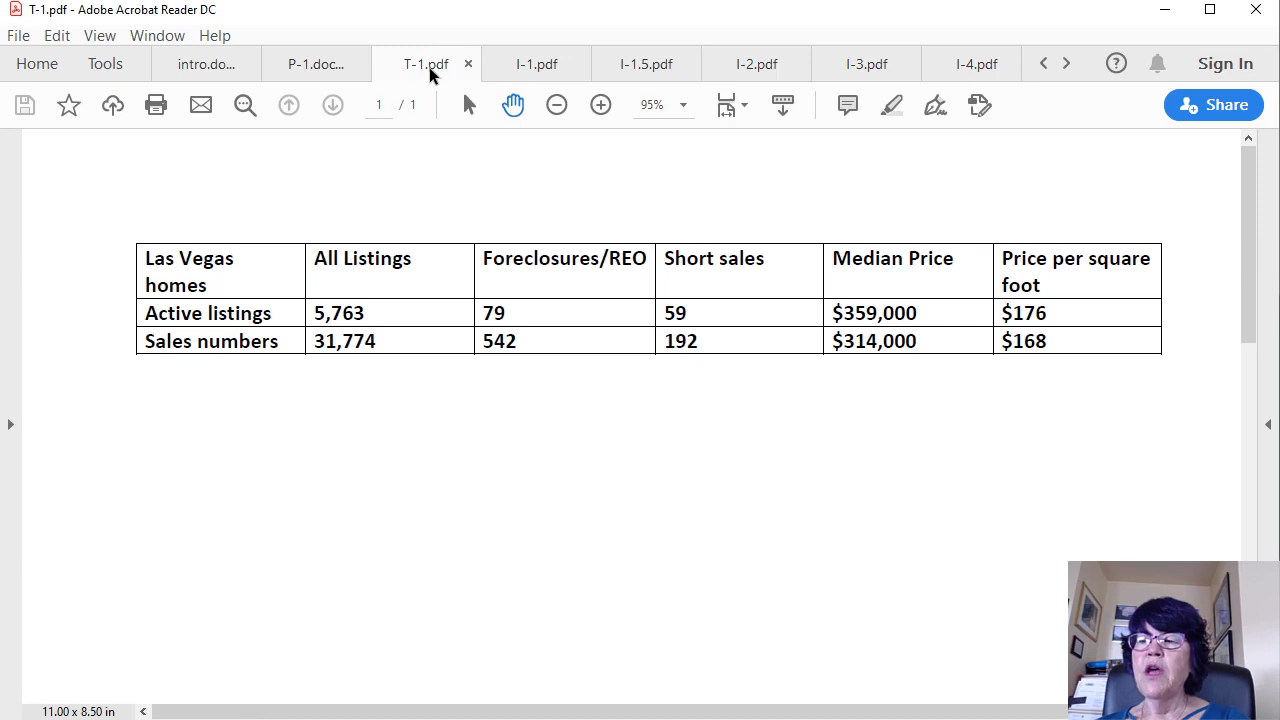 T-1.pdf - Adobe Acrobat Reader DC
File Edit View Window Help
Home Tools intro.do... P-1.doc... T-1.pdf × I-1.pdf I-1.5.pdf I-2.pdf I-3.pdf I-4.pdf Sign In
1 / 1 95% Share
Las Vegas homes All Listings Foreclosures/REO Short sales Median Price Price per square foot
Active listings 5,763 79 59 $359,000 $176
Sales numbers 31,774 542 192 $314,000 $168
11.00 x 8.50 in